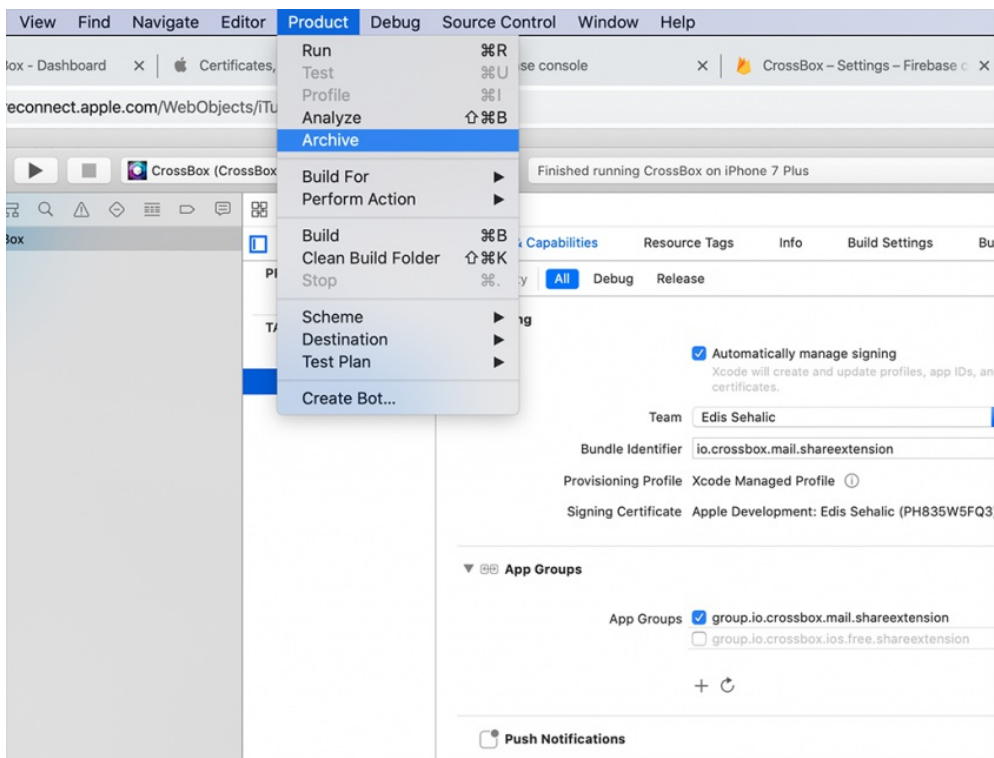 View Find Navigate Editor Product Debug Source Control Window Help
Box - Dashboard Certificates, se console CrossBox – Settings – Firebase c
reconnect.apple.com/WebObjects/iTu
Run ⌘R
Test ⌘U
Profile ⌘I
Analyze ⇧⌘B
Archive
Build For
Perform Action
Build ⌘B
Clean Build Folder ⇧⌘K
Stop ⌘.
Scheme
Destination
Test Plan
Create Bot...
CrossBox (CrossBox Finished running CrossBox on iPhone 7 Plus
Box
& Capabilities Resource Tags Info Build Settings Bu
All Debug Release
Automatically manage signing
Xcode will create and update profiles, app IDs, an
certificates.
Team Edis Sehalic
Bundle Identifier io.crossbox.mail.shareextension
Provisioning Profile Xcode Managed Profile
Signing Certificate Apple Development: Edis Sehalic (PH835W5FQ3
App Groups
App Groups group.io.crossbox.mail.shareextension
group.io.crossbox.ios.free.shareextension
Push Notifications